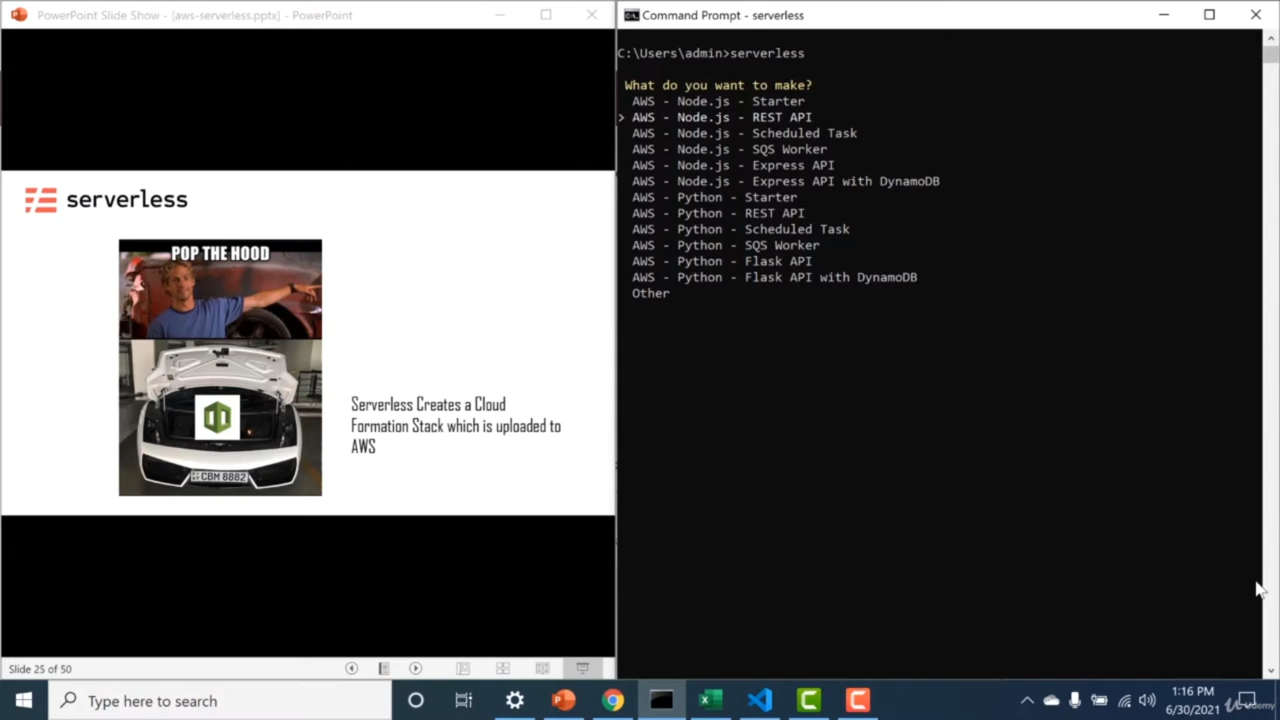 PowerPoint Slide Show - [aws-serverless.pptx] - PowerPoint
serverless
POP THE HOOD
CBM 8882
Serverless Creates a Cloud
Formation Stack which is uploaded to
AWS
Slide 25 of 50
Command Prompt - serverless
C:\Users\admin>serverless
What do you want to make?
AWS - Node.js - Starter
> AWS - Node.js - REST API
AWS - Node.js - Scheduled Task
AWS - Node.js - SQS Worker
AWS - Node.js - Express API
AWS - Node.js - Express API with DynamoDB
AWS - Python - Starter
AWS - Python - REST API
AWS - Python - Scheduled Task
AWS - Python - SQS Worker
AWS - Python - Flask API
AWS - Python - Flask API with DynamoDB
Other
Type here to search
1:16 PM
6/30/2021
Udemy